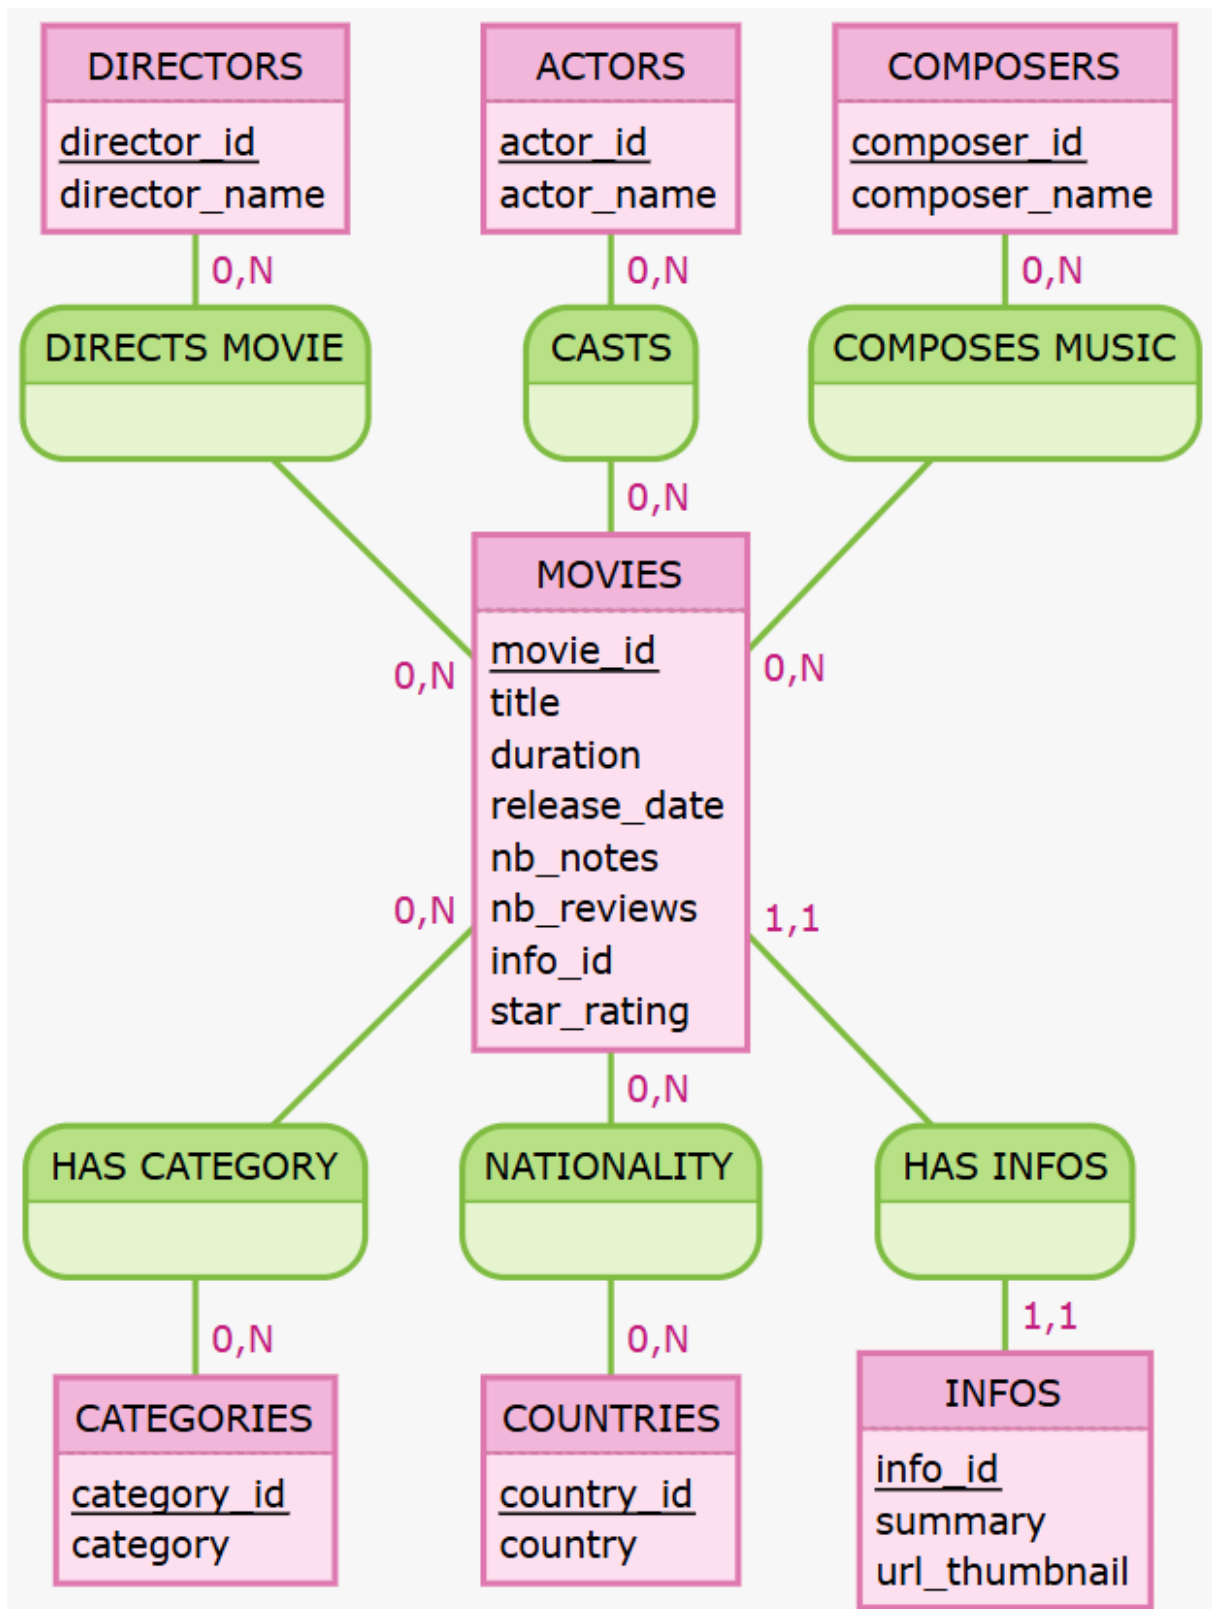 DIRECTORS
director_id
director_name
ACTORS
actor_id
actor_name
COMPOSERS
composer_id
composer_name
0,N
0,N
0,N
DIRECTS MOVIE
CASTS
COMPOSES MUSIC
0,N
0,N
0,N
MOVIES
movie_id
title
duration
release_date
nb_notes
nb_reviews
info_id
star_rating
0,N
1,1
0,N
HAS CATEGORY
NATIONALITY
HAS INFOS
0,N
0,N
1,1
CATEGORIES
category_id
category
COUNTRIES
country_id
country
INFOS
info_id
summary
url_thumbnail